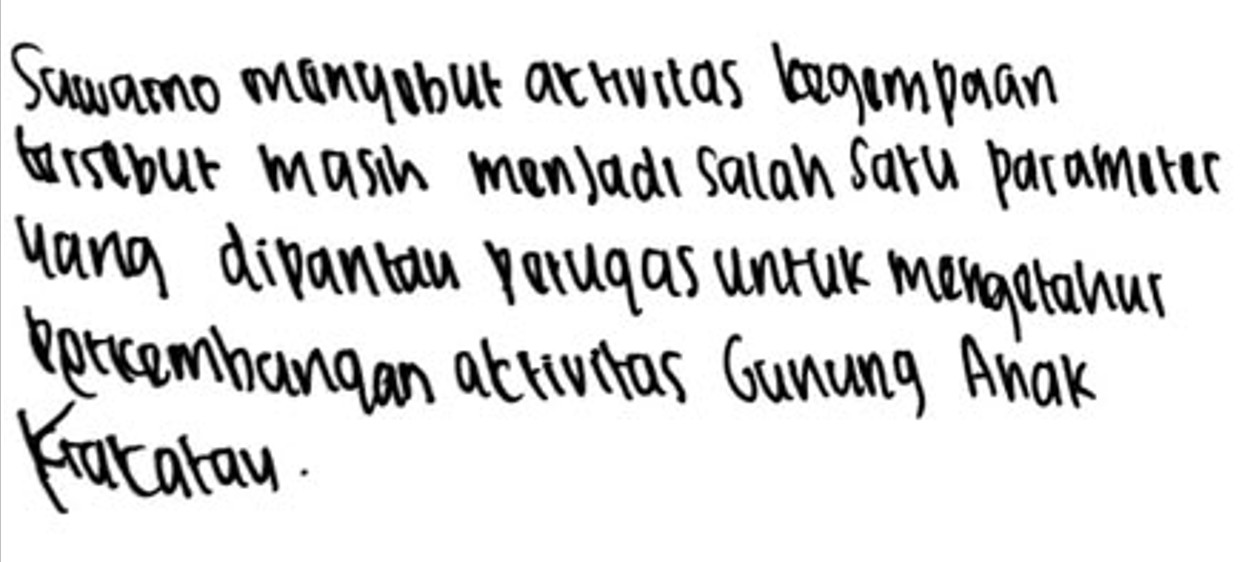 Suwarno menyebut aktivitas kegempaan
tersebut masih menjadi salah satu parameter
yang dipantau petugas untuk mengetahui
perkembangan aktivitas Gunung Anak
Krakatau.